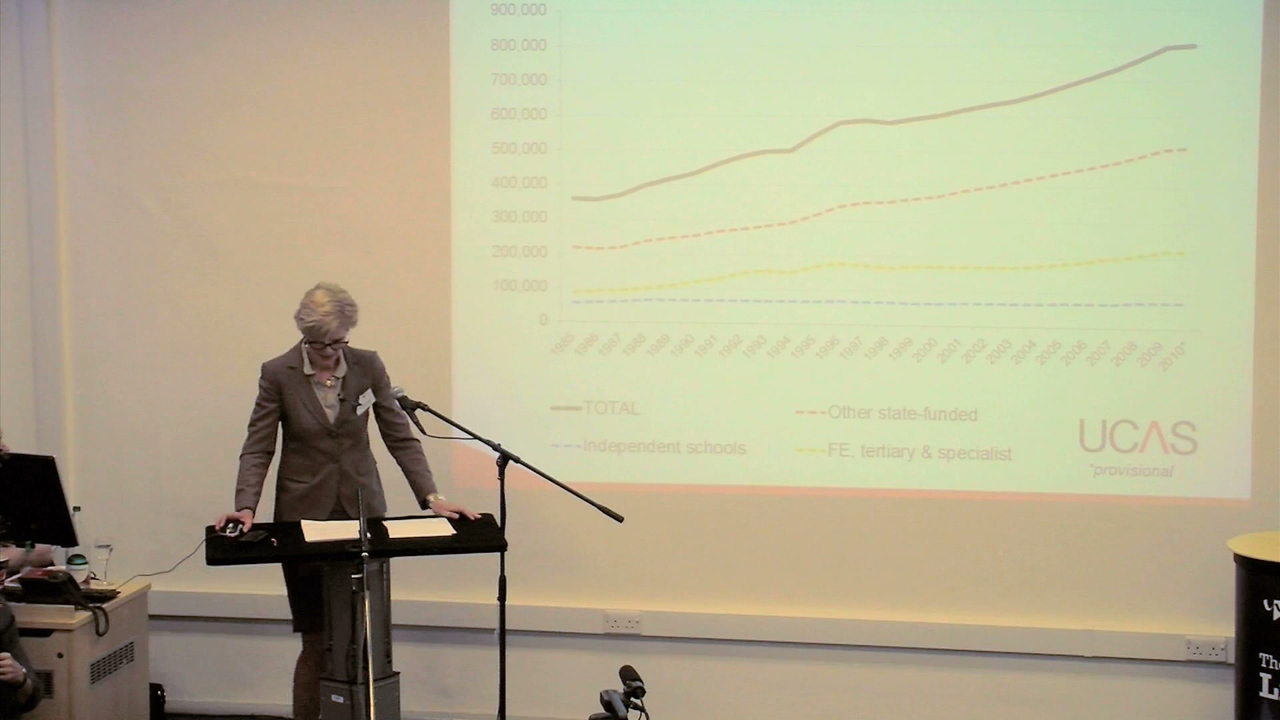 900,000
800,000
700,000
600,000
500,000
400,000
300,000
200,000
100,000
0
1985 1986 1987 1988 1989 1990 1991 1992 1993 1994 1995 1996 1997 1998 1999 2000 2001 2002 2003 2004 2005 2006 2007 2008 2009 2010*
TOTAL
Other state-funded
Independent schools
FE, tertiary & specialist
UCAS
*provisional
The
L